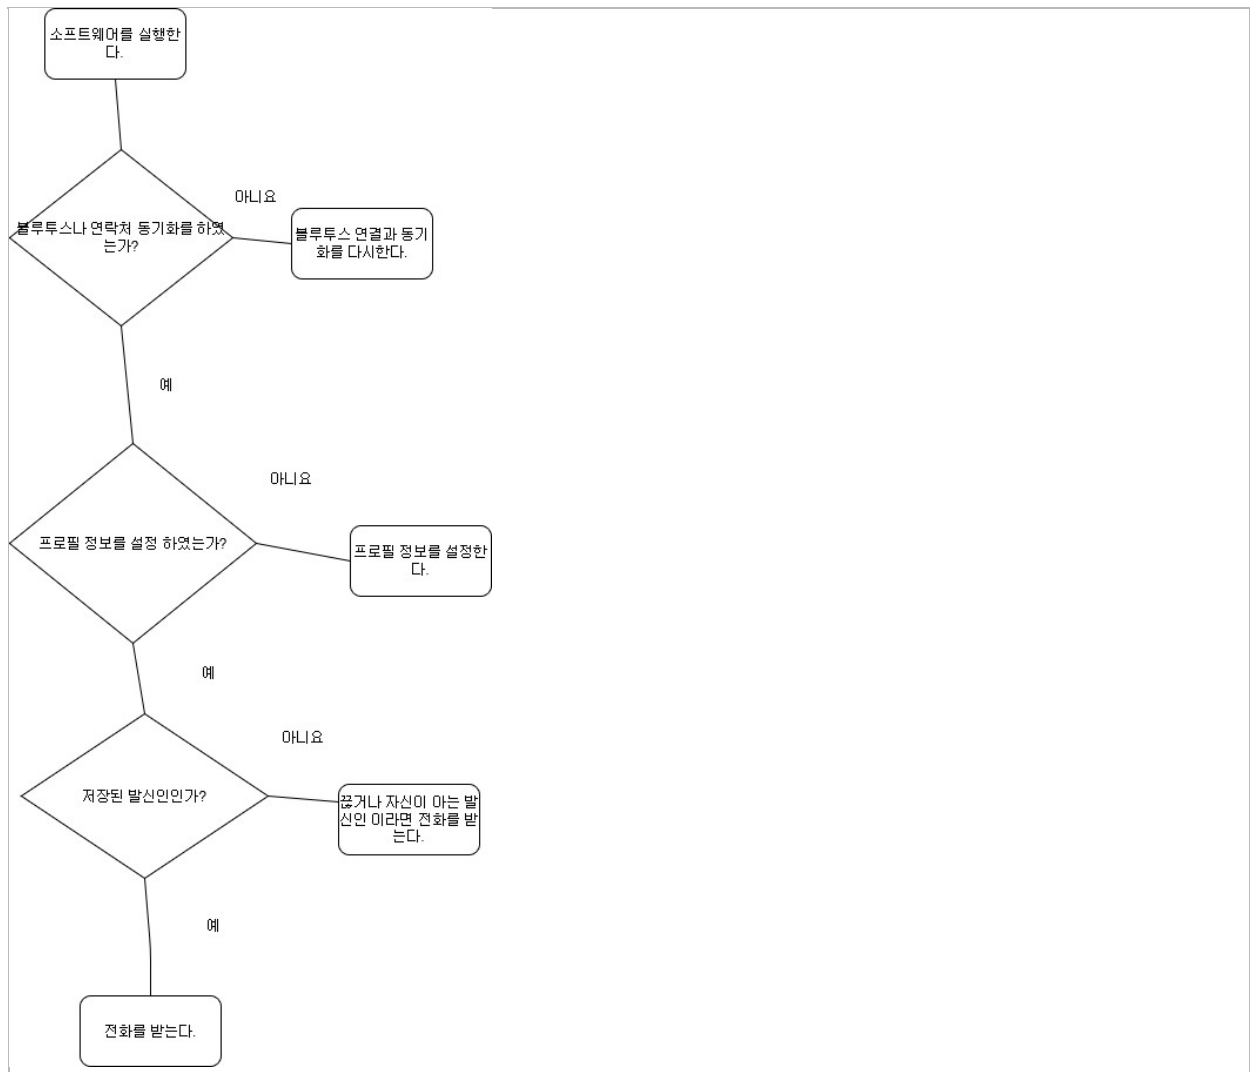 소프트웨어를 실행한
다.
아니요
블루투스나 연락처 동기화를 하였
는가?
블루투스 연결과 동기
화를 다시한다.
예
아니요
프로필 정보를 설정 하였는가?
프로필 정보를 설정한
다.
예
아니요
저장된 발신인인가?
끊거나 자신이 아는 발
신인 이라면 전화를 받
는다.
예
전화를 받는다.